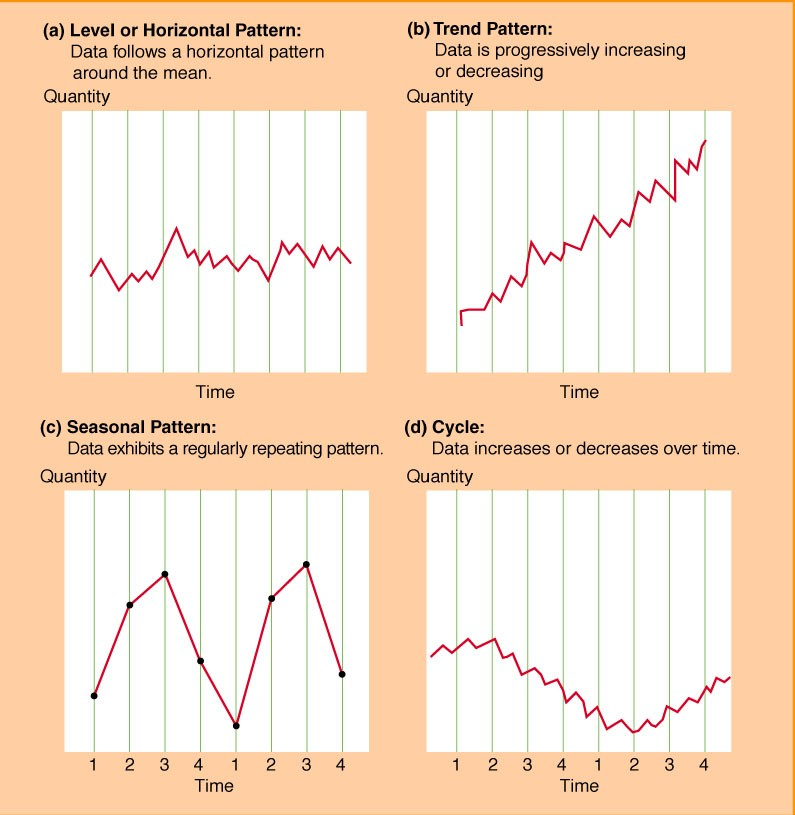 (a) Level or Horizontal Pattern:
Data follows a horizontal pattern
around the mean.
Quantity
Time
(b) Trend Pattern:
Data is progressively increasing
or decreasing
Quantity
Time
(c) Seasonal Pattern:
Data exhibits a regularly repeating pattern.
Quantity
1 2 3 4 1 2 3 4
Time
(d) Cycle:
Data increases or decreases over time.
Quantity
1 2 3 4 1 2 3 4
Time